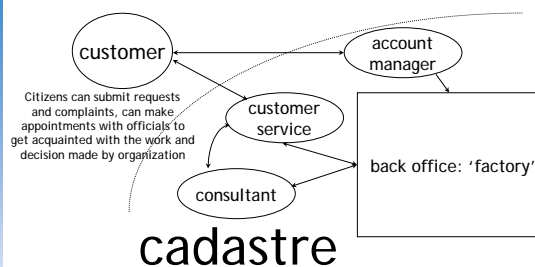 customer
account
manager
Citizens can submit requests
and complaints, can make
appointments with officials to
get acquainted with the work and
decision made by organization
customer
service
back office: 'factory'
consultant
cadastre